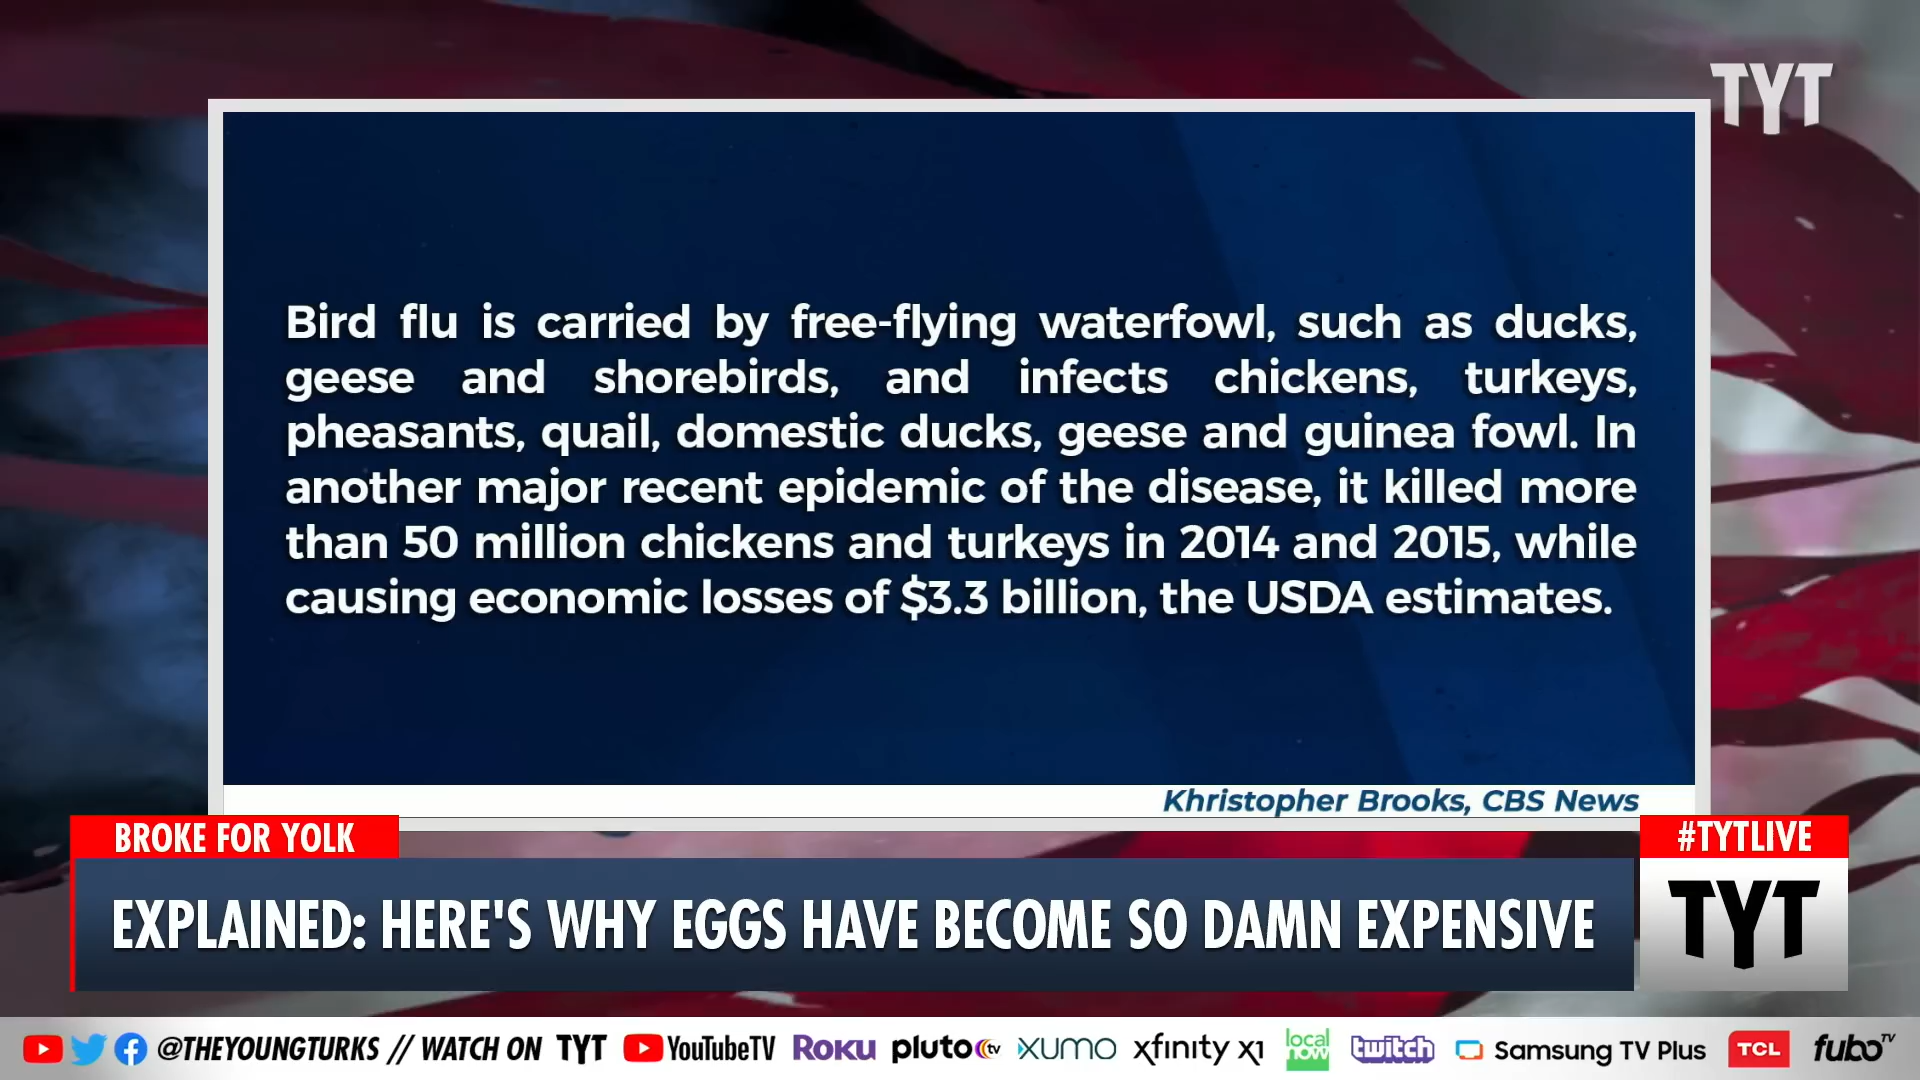 TYT
Bird flu is carried by free-flying waterfowl, such as ducks,
geese and shorebirds, and infects chickens, turkeys,
pheasants, quail, domestic ducks, geese and guinea fowl. In
another major recent epidemic of the disease, it killed more
than 50 million chickens and turkeys in 2014 and 2015, while
causing economic losses of $3.3 billion, the USDA estimates.
Khristopher Brooks, CBS News
BROKE FOR YOLK
#TYTLIVE
EXPLAINED: HERE'S WHY EGGS HAVE BECOME SO DAMN EXPENSIVE
TYT
@THEYOUNGTURKS // WATCH ON TYT YouTubeTV ROKU pluto tv XUMO xfinity x1 local now twitch Samsung TV Plus TCL fubo TV